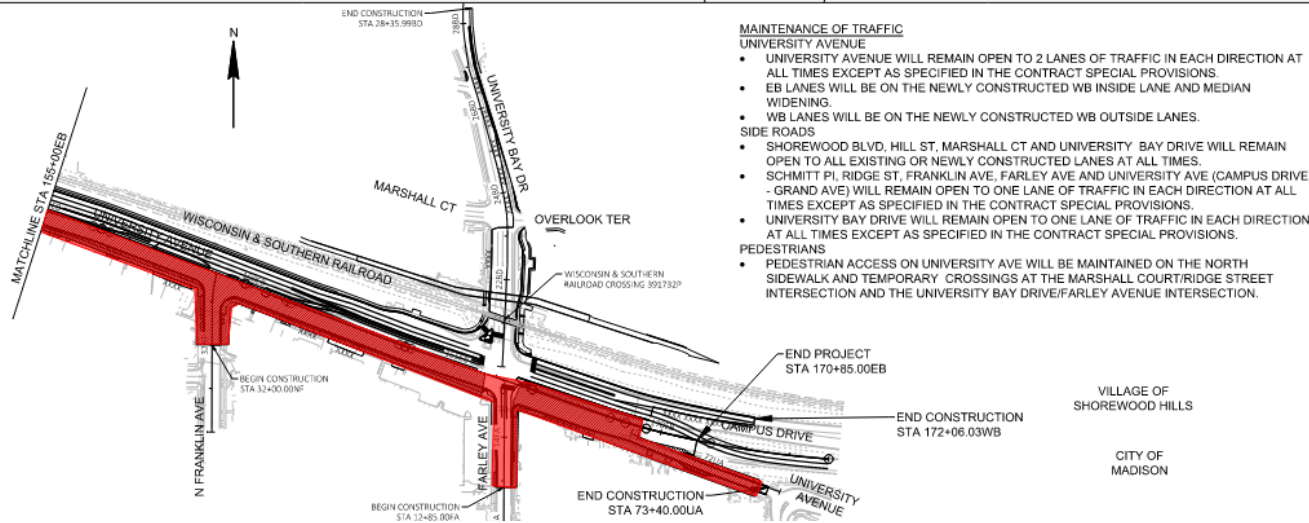 END CONSTRUCTION
STA 28+35.99BD
28BD
N
UNIVERSITY BAY DR
26BD
24BD
MATCHLINE STA 155+00EB
MARSHALL CT
OVERLOOK TER
UNIVERSITY AVENUE
WISCONSIN & SOUTHERN RAILROAD
WISCONSIN & SOUTHERN
RAILROAD CROSSING 391732P
22BD
BEGIN CONSTRUCTION
STA 32+00.00NF
N FRANKLIN AVE
FARLEY AVE
14FA
BEGIN CONSTRUCTION
STA 12+85.00FA
END PROJECT
STA 170+85.00EB
END CONSTRUCTION
STA 172+06.03WB
CAMPUS DRIVE
72UA
END CONSTRUCTION
STA 73+40.00UA
UNIVERSITY
AVENUE
MAINTENANCE OF TRAFFIC
UNIVERSITY AVENUE
• UNIVERSITY AVENUE WILL REMAIN OPEN TO 2 LANES OF TRAFFIC IN EACH DIRECTION AT
ALL TIMES EXCEPT AS SPECIFIED IN THE CONTRACT SPECIAL PROVISIONS.
• EB LANES WILL BE ON THE NEWLY CONSTRUCTED WB INSIDE LANE AND MEDIAN
WIDENING.
• WB LANES WILL BE ON THE NEWLY CONSTRUCTED WB OUTSIDE LANES.
SIDE ROADS
• SHOREWOOD BLVD, HILL ST, MARSHALL CT AND UNIVERSITY BAY DRIVE WILL REMAIN
OPEN TO ALL EXISTING OR NEWLY CONSTRUCTED LANES AT ALL TIMES.
• SCHMITT PI, RIDGE ST, FRANKLIN AVE, FARLEY AVE AND UNIVERSITY AVE (CAMPUS DRIVE
- GRAND AVE) WILL REMAIN OPEN TO ONE LANE OF TRAFFIC IN EACH DIRECTION AT ALL
TIMES EXCEPT AS SPECIFIED IN THE CONTRACT SPECIAL PROVISIONS.
• UNIVERSITY BAY DRIVE WILL REMAIN OPEN TO ONE LANE OF TRAFFIC IN EACH DIRECTION
AT ALL TIMES EXCEPT AS SPECIFIED IN THE CONTRACT SPECIAL PROVISIONS.
PEDESTRIANS
• PEDESTRIAN ACCESS ON UNIVERSITY AVE WILL BE MAINTAINED ON THE NORTH
SIDEWALK AND TEMPORARY CROSSINGS AT THE MARSHALL COURT/RIDGE STREET
INTERSECTION AND THE UNIVERSITY BAY DRIVE/FARLEY AVENUE INTERSECTION.
VILLAGE OF
SHOREWOOD HILLS
CITY OF
MADISON